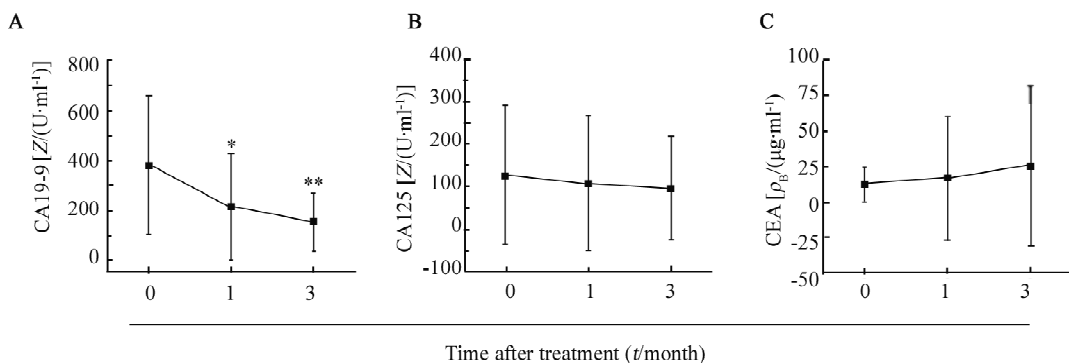 A
CA19-9 [Z/(U·ml⁻¹)]
800
600
400
200
0
*
**
0 1 3
B
CA125 [Z/(U·ml⁻¹)]
400
300
200
100
0
-100
0 1 3
C
CEA [ρB/(μg·ml⁻¹)]
100
75
50
25
0
-25
-50
0 1 3
Time after treatment (t/month)